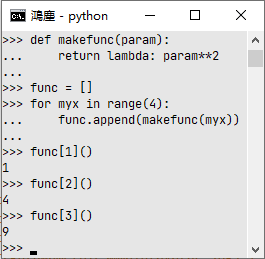 鴻塵 - python
>>> def makefunc(param):
...     return lambda: param**2
...
>>> func = []
>>> for myx in range(4):
...     func.append(makefunc(myx))
...
>>> func[1]()
1
>>> func[2]()
4
>>> func[3]()
9
>>>